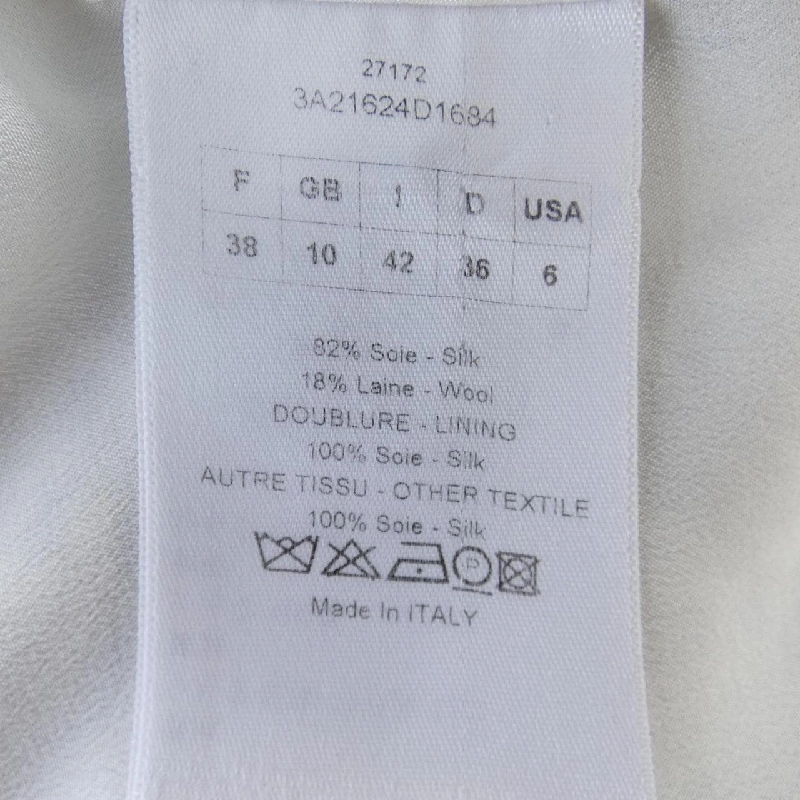 27172
3A21624D1684
F GB I D USA
38 10 42 36 6
82% Soie - Silk
18% Laine - Wool
DOUBLURE - LINING
100% Soie - Silk
AUTRE TISSU - OTHER TEXTILE
100% Soie - Silk
P
Made In ITALY